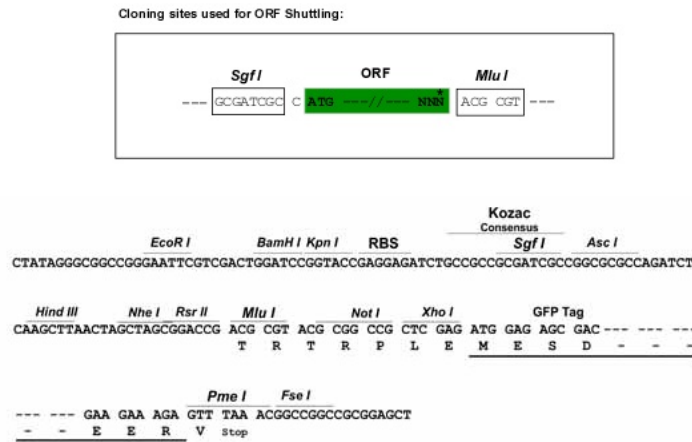 Cloning sites used for ORF Shuttling:
Sgf I ORF Mlu I
--- GCGATCGC C ATG ---//--- NNN* ACG CGT ---
Kozac
Consensus
EcoR I BamH I Kpn I RBS Sgf I Asc I
CTATAGGGCGGCCGGGAATTCGTCGACTGGATCCGGTACCGAGGAGATCTGCCGCCGCGATCGCCGGCGCGCCAGATCT
Hind III Nhe I Rsr II Mlu I Not I Xho I GFP Tag
CAAGCTTAACTAGCTAGCGGACCG ACG CGT ACG CGG CCG CTC GAG ATG GAG AGC GAC--- --- ---
T R T R P L E M E S D - - -
Pme I Fse I
--- --- GAA GAA AGA GTT TAA ACGGCCGGCCGCGGAGCT
- - E E R V Stop